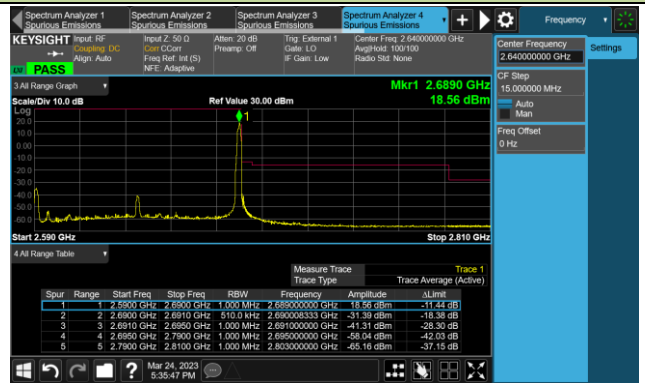 Spectrum Analyzer 1 Spurious Emissions
Spectrum Analyzer 2 Spurious Emissions
Spectrum Analyzer 3 Spurious Emissions
Spectrum Analyzer 4 Spurious Emissions
Frequency
KEYSIGHT
Input: RF
Coupling: DC
Align: Auto
Input Z: 50 Ω
Corr CCorr
Freq Ref: Int (S)
NFE: Adaptive
Atten: 20 dB
Preamp: Off
Trig: External 1
Gate: LO
IF Gain: Low
Center Freq: 2.640000000 GHz
Avg|Hold: 100/100
Radio Std: None
PASS
Center Frequency
2.640000000 GHz
Settings
CF Step
15.000000 MHz
Auto
Man
Freq Offset
0 Hz
3 All Range Graph
Mkr1 2.6890 GHz
Scale/Div 10.0 dB
Ref Value 30.00 dBm
18.56 dBm
Log
1
20.0
10.0
0.00
-10.0
-20.0
-30.0
-40.0
-50.0
-60.0
Start 2.590 GHz
Stop 2.810 GHz
4 All Range Table
Measure Trace Trace 1
Trace Type Trace Average (Active)
Spur Range Start Freq Stop Freq RBW Frequency Amplitude ΔLimit
1 1 2.5900 GHz 2.6900 GHz 1.000 MHz 2.689000000 GHz 18.56 dBm -11.44 dB
2 2 2.6900 GHz 2.6910 GHz 510.0 kHz 2.690008333 GHz -31.39 dBm -18.38 dB
3 3 2.6910 GHz 2.6950 GHz 1.000 MHz 2.691000000 GHz -41.31 dBm -28.30 dB
4 4 2.6950 GHz 2.7900 GHz 1.000 MHz 2.695000000 GHz -58.04 dBm -42.03 dB
5 5 2.7900 GHz 2.8100 GHz 1.000 MHz 2.803000000 GHz -65.16 dBm -37.15 dB
Mar 24, 2023
5:35:47 PM